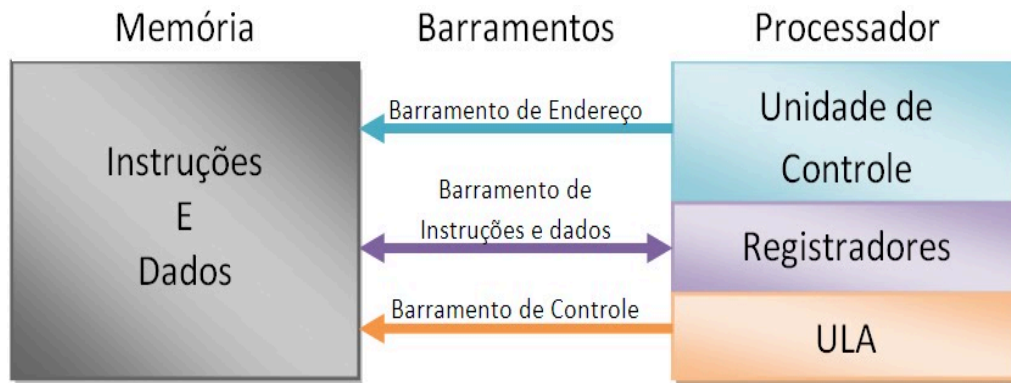 Memória
Barramentos
Processador
Instruções
E
Dados
Barramento de Endereço
Barramento de
Instruções e dados
Barramento de Controle
Unidade de
Controle
Registradores
ULA